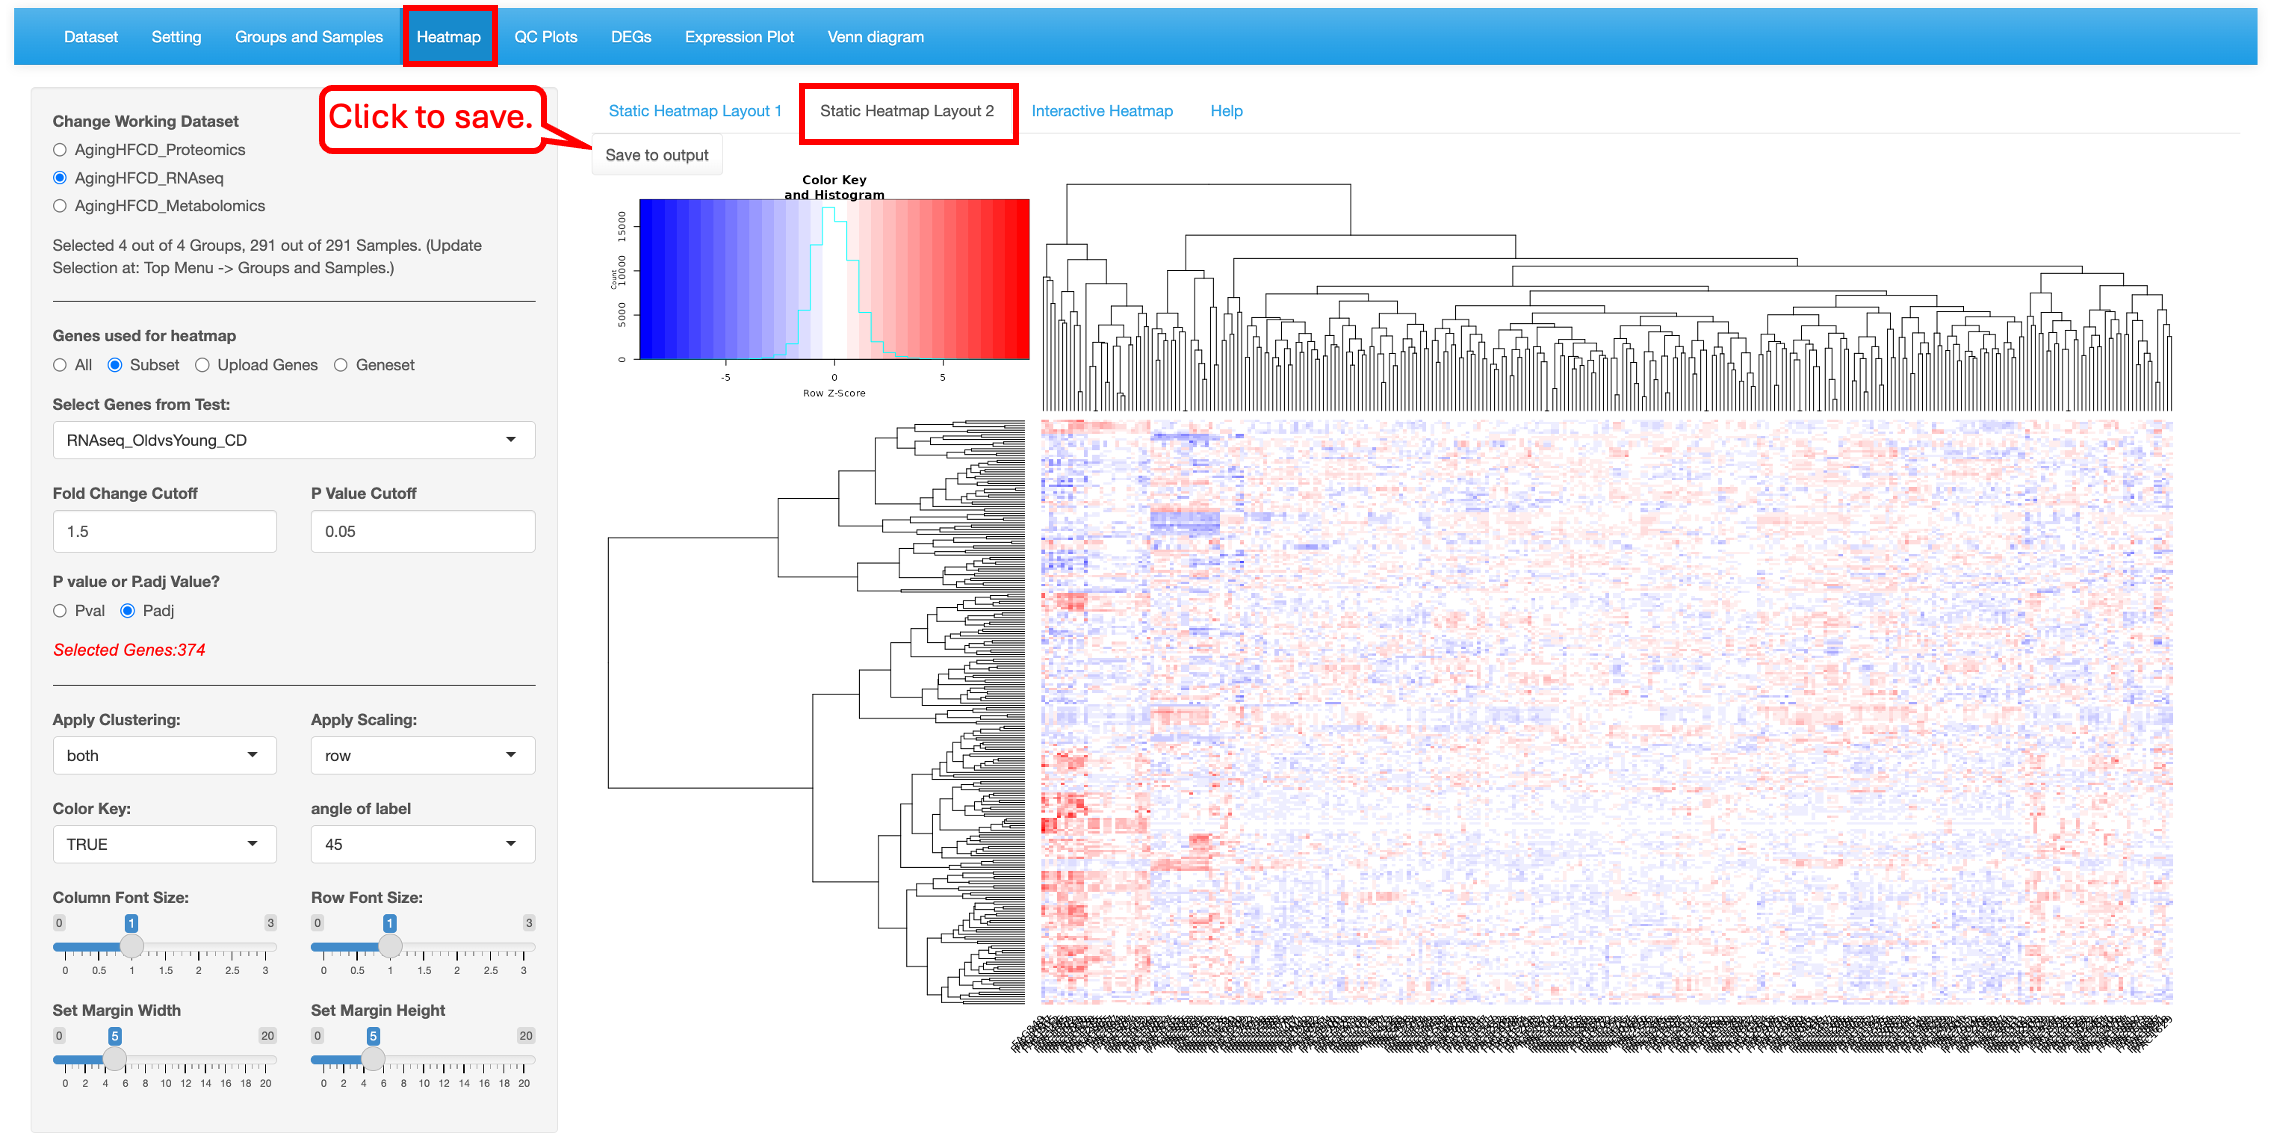 Dataset Setting Groups and Samples Heatmap QC Plots DEGs Expression Plot Venn diagram
Click to save.
Static Heatmap Layout 1 Static Heatmap Layout 2 Interactive Heatmap Help
Save to output
Change Working Dataset
AgingHFCD_Proteomics
AgingHFCD_RNAseq
AgingHFCD_Metabolomics
Selected 4 out of 4 Groups, 291 out of 291 Samples. (Update
Selection at: Top Menu -> Groups and Samples.)
Genes used for heatmap
All Subset Upload Genes Geneset
Select Genes from Test:
RNAseq_OldvsYoung_CD
Fold Change Cutoff P Value Cutoff
1.5 0.05
P value or P.adj Value?
Pval Padj
Selected Genes:374
Apply Clustering: Apply Scaling:
both row
Color Key: angle of label
TRUE 45
Column Font Size: Row Font Size:
0 1 3 0 1 3
0 0.5 1 1.5 2 2.5 3 0 0.5 1 1.5 2 2.5 3
Set Margin Width Set Margin Height
0 5 20 0 5 20
0 2 4 6 8 10 12 14 16 18 20 0 2 4 6 8 10 12 14 16 18 20
Color Key
and Histogram
Count
0 5000 10000 15000
-5 0 5
Row Z-Score